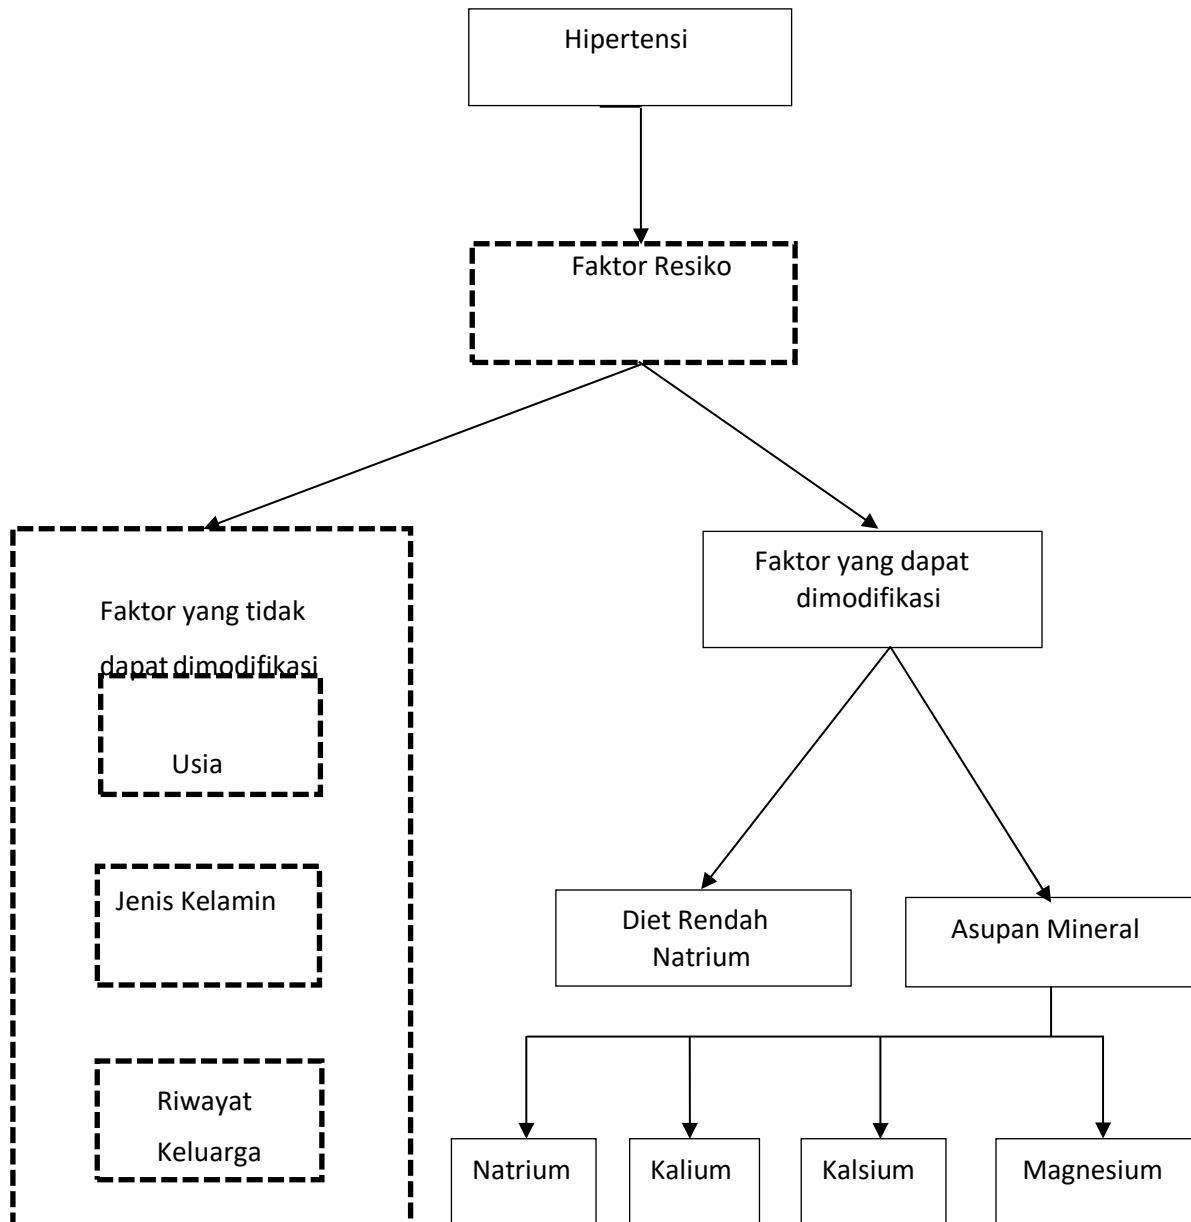 Hipertensi
Faktor Resiko
Faktor yang tidak
dapat dimodifikasi
Usia
Jenis Kelamin
Riwayat
Keluarga
Faktor yang dapat
dimodifikasi
Diet Rendah
Natrium
Asupan Mineral
Natrium
Kalium
Kalsium
Magnesium